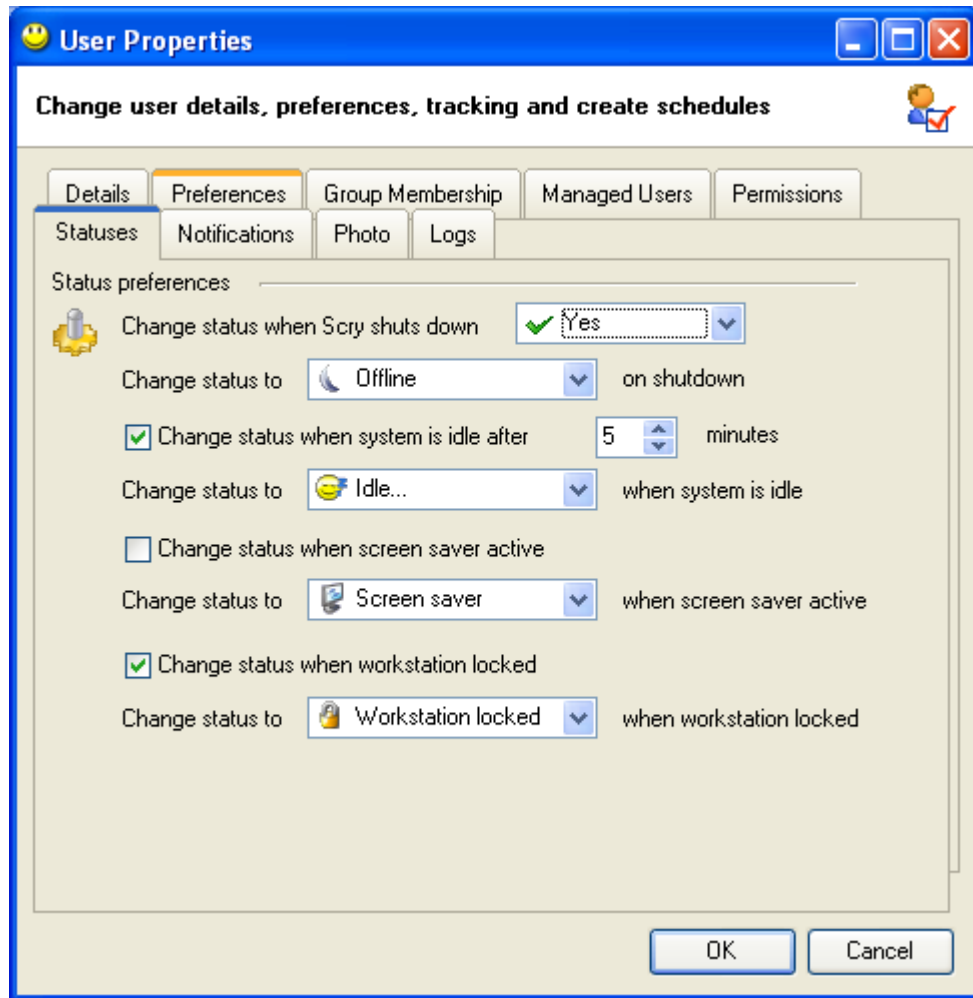 User Properties
Change user details, preferences, tracking and create schedules
Details Preferences Group Membership Managed Users Permissions
Statuses Notifications Photo Logs
Status preferences
Change status when Scry shuts down Yes
Change status to Offline on shutdown
Change status when system is idle after 5 minutes
Change status to Idle... when system is idle
Change status when screen saver active
Change status to Screen saver when screen saver active
Change status when workstation locked
Change status to Workstation locked when workstation locked
OK Cancel